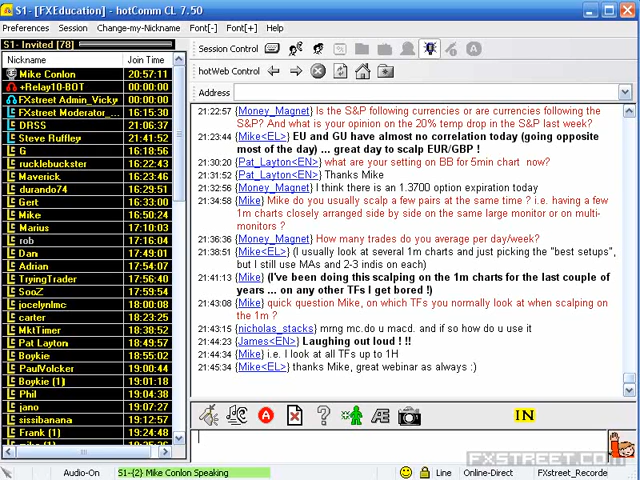 S1- [FXEducation] - hotComm CL 7.50
Preferences Session Change-my-Nickname Font[-] Font[+] Help
S1- Invited [78]
Session Control
Nickname Join Time
hotWeb Control
Address
Mike Conlon 20:57:11
+Relay10-BOT 00:00:00
FXstreet Admin_Vicky 00:00:00
FXstreet Moderator_... 16:15:30
DRSS 21:06:37
Steve Ruffley 21:41:52
G 16:18:56
rucklebuster 16:22:43
Maverick 16:23:46
durando74 16:29:51
Gert 16:33:00
Mike 16:50:24
Marius 17:10:03
rob 17:16:04
Dan 17:49:01
Adrian 17:54:07
TryingTrader 17:56:40
SooZ 17:59:54
jocelynlmc 18:00:08
carter 18:23:25
MktTimer 18:38:52
Pat Layton 18:49:57
Boykie 18:55:02
PaulVolcker 19:00:44
Boykie (1) 19:01:18
Phil 19:04:38
jano 19:07:27
sissibanana 19:12:57
Frank (1) 19:24:48
21:22:57 {Money_Magnet} Is the S&P following currencies or are currencies following the
S&P? And what is your opinion on the 20% temp drop in the S&P last week?
21:23:44 {Mike<EL>} EU and GU have almost no correlation today (going opposite
most of the day) ... great day to scalp EUR/GBP !
21:30:20 {Pat_Layton<EN>} what are your setting on BB for 5min chart now?
21:31:52 {Pat_Layton<EN>} Thanks Mike
21:32:56 {Money_Magnet} I think there is an 1.3700 option expiration today
21:34:58 {Mike} Mike do you usually scalp a few pairs at the same time ? i.e. having a few
1m charts closely arranged side by side on the same large monitor or on multi-
monitors ?
21:36:36 {Money_Magnet} How many trades do you average per day/week?
21:38:51 {Mike<EL>} (I usually look at several 1m charts and just picking the "best setups",
but I still use MAs and 2-3 indis on each)
21:41:13 {Mike} (I've been doing this scalping on the 1m charts for the last couple of
years ... on any other TFs I get bored !)
21:43:08 {Mike} quick question Mike, on which TFs you normally look at when scalping on
the 1m ?
21:43:15 {nicholas_stacks} mrng mc.do u macd. and if so how do u use it
21:44:23 {James<EN>} Laughing out loud ! !!
21:44:34 {Mike} i.e. I look at all TFs up to 1H
21:45:34 {Mike<EL>} thanks Mike, great webinar as always :)
IN
FXSTREET.COM
Audio-On S1-{2} Mike Conlon Speaking Line Online-Direct FXstreet_Recorde